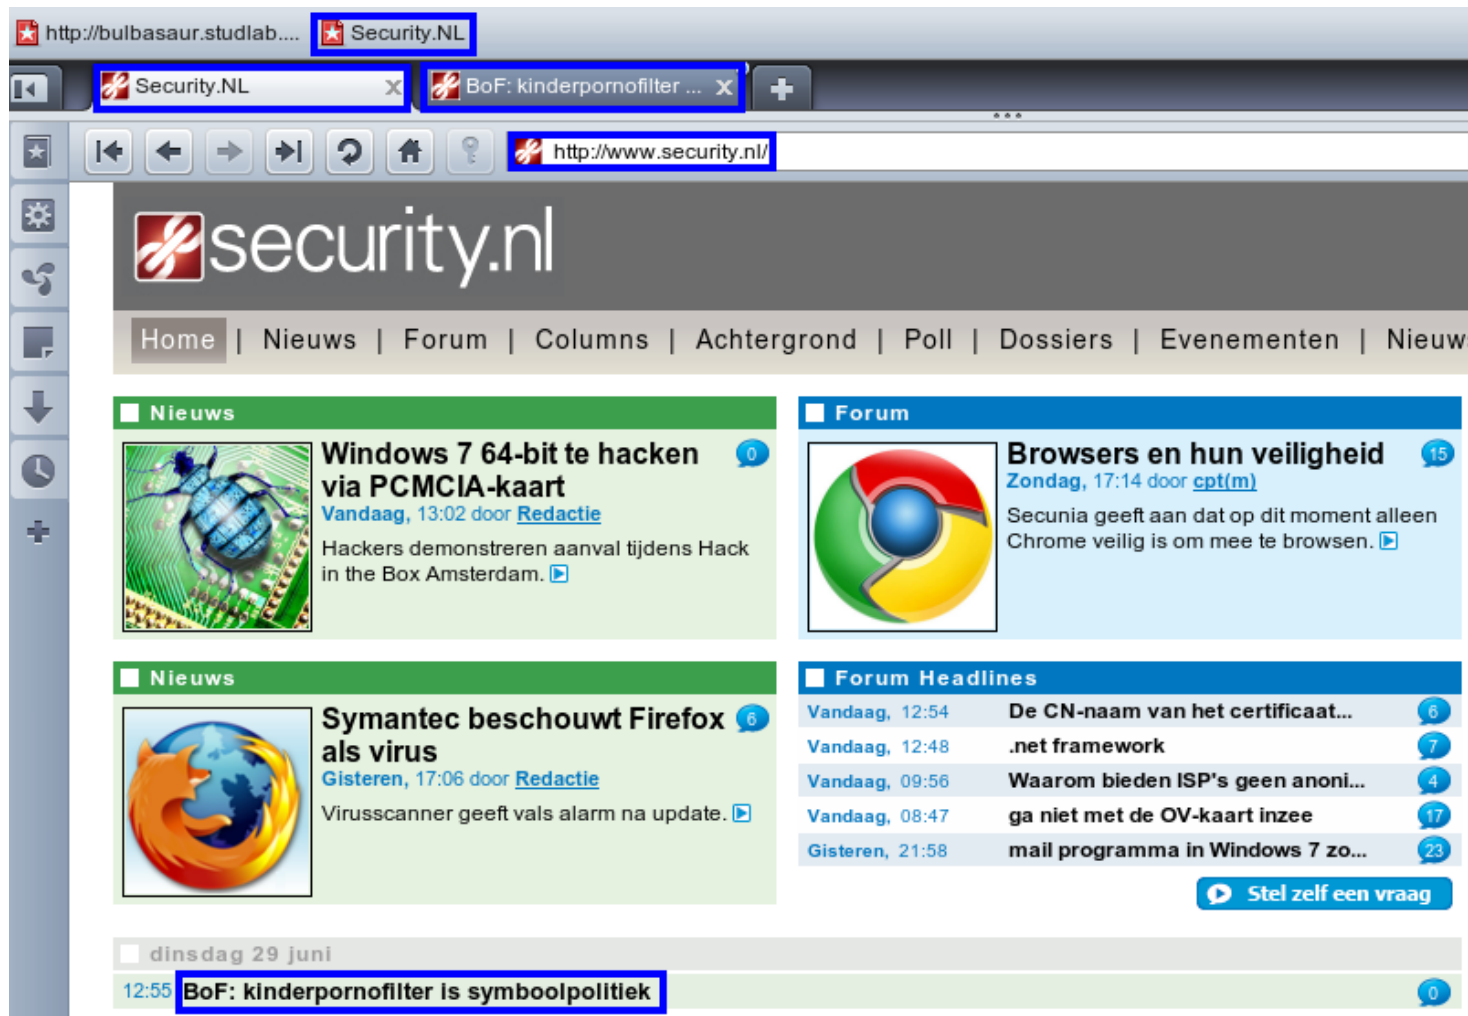 http://bulbasaur.studlab.... Security.NL
Security.NL BoF: kinderpornofilter ...
http://www.security.nl/
security.nl
Home | Nieuws | Forum | Columns | Achtergrond | Poll | Dossiers | Evenementen | Nieuw
Nieuws
Windows 7 64-bit te hacken 0
via PCMCIA-kaart
Vandaag, 13:02 door Redactie
Hackers demonstreren aanval tijdens Hack
in the Box Amsterdam.
Forum
Browsers en hun veiligheid 15
Zondag, 17:14 door cpt(m)
Secunia geeft aan dat op dit moment alleen
Chrome veilig is om mee te browsen.
Nieuws
Symantec beschouwt Firefox 6
als virus
Gisteren, 17:06 door Redactie
Virusscanner geeft vals alarm na update.
Forum Headlines
Vandaag, 12:54 De CN-naam van het certificaat... 6
Vandaag, 12:48 .net framework 7
Vandaag, 09:56 Waarom bieden ISP's geen anoni... 4
Vandaag, 08:47 ga niet met de OV-kaart inzee 17
Gisteren, 21:58 mail programma in Windows 7 zo... 23
Stel zelf een vraag
dinsdag 29 juni
12:55 BoF: kinderpornofilter is symboolpolitiek 0